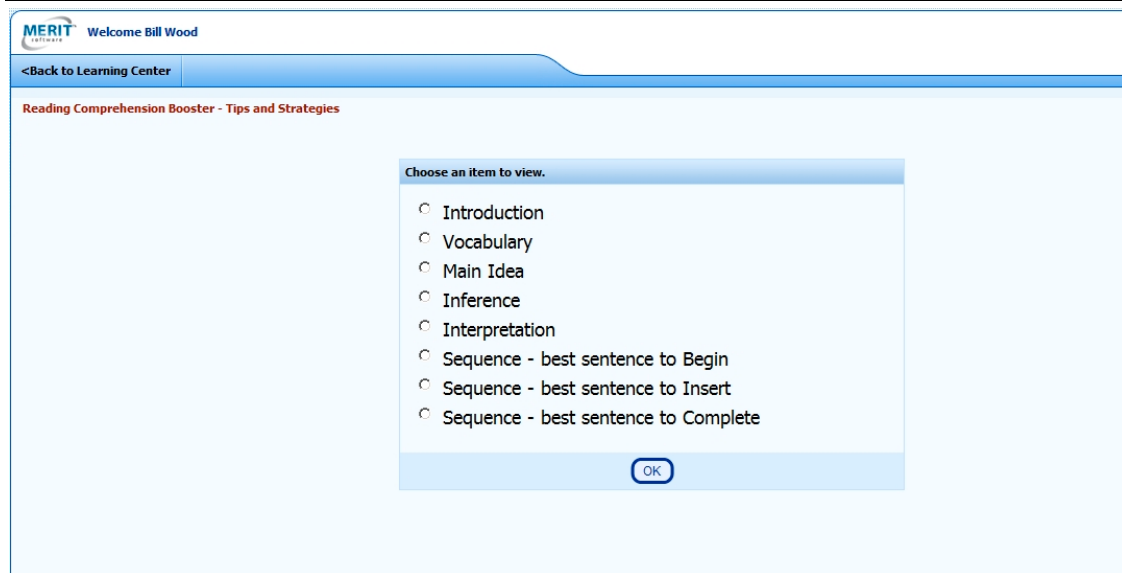 MERIT software Welcome Bill Wood
<Back to Learning Center
Reading Comprehension Booster - Tips and Strategies
Choose an item to view.
Introduction
Vocabulary
Main Idea
Inference
Interpretation
Sequence - best sentence to Begin
Sequence - best sentence to Insert
Sequence - best sentence to Complete
OK